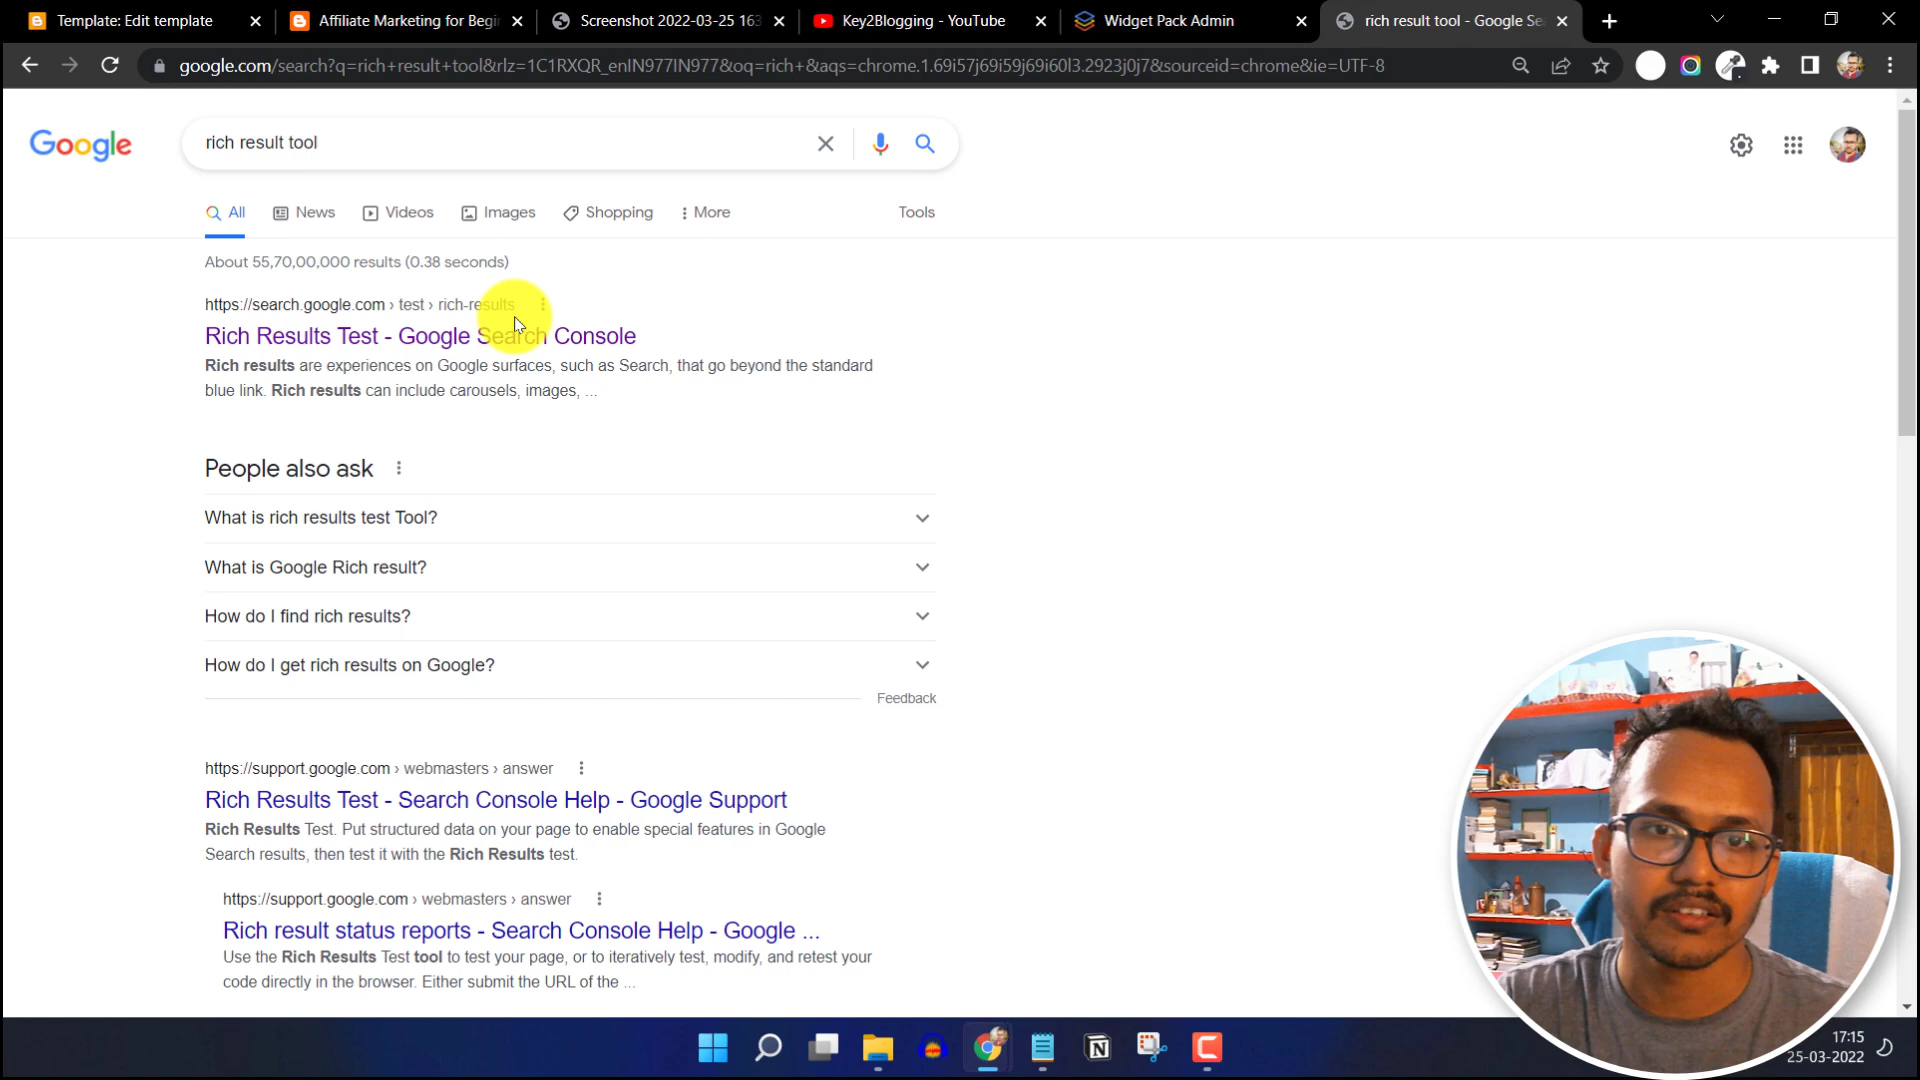 Template: Edit template
Affiliate Marketing for Begi
Screenshot 2022-03-25 163
Key2Blogging - YouTube
Widget Pack Admin
rich result tool - Google Se
google.com/search?q=rich+result+tool&rlz=1C1RXQR_enIN977IN977&oq=rich+&aqs=chrome.1.69i57j69i59j69i60l3.2923j0j7&sourceid=chrome&ie=UTF-8
Google
rich result tool
All
News
Videos
Images
Shopping
More
Tools
About 55,70,00,000 results (0.38 seconds)
https://search.google.com › test › rich-results
Rich Results Test - Google Search Console
Rich results are experiences on Google surfaces, such as Search, that go beyond the standard
blue link. Rich results can include carousels, images, ...
People also ask
What is rich results test Tool?
What is Google Rich result?
How do I find rich results?
How do I get rich results on Google?
Feedback
https://support.google.com › webmasters › answer
Rich Results Test - Search Console Help - Google Support
Rich Results Test. Put structured data on your page to enable special features in Google
Search results, then test it with the Rich Results test.
https://support.google.com › webmasters › answer
Rich result status reports - Search Console Help - Google ...
Use the Rich Results Test tool to test your page, or to iteratively test, modify, and retest your
code directly in the browser. Either submit the URL of the ...
17:15
25-03-2022